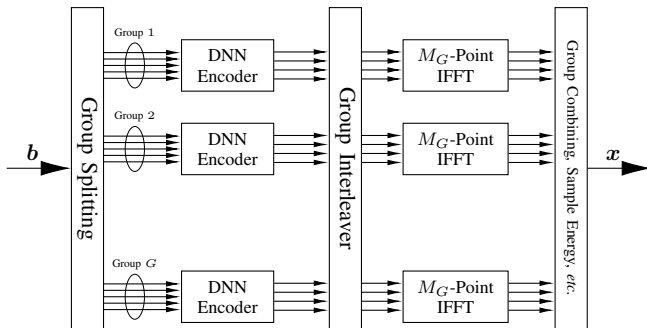 b
Group Splitting
Group 1
DNN
Encoder
Group 2
DNN
Encoder
Group G
DNN
Encoder
Group Interleaver
M_G-Point
IFFT
M_G-Point
IFFT
M_G-Point
IFFT
Group Combining, Sample Energy, etc.
x